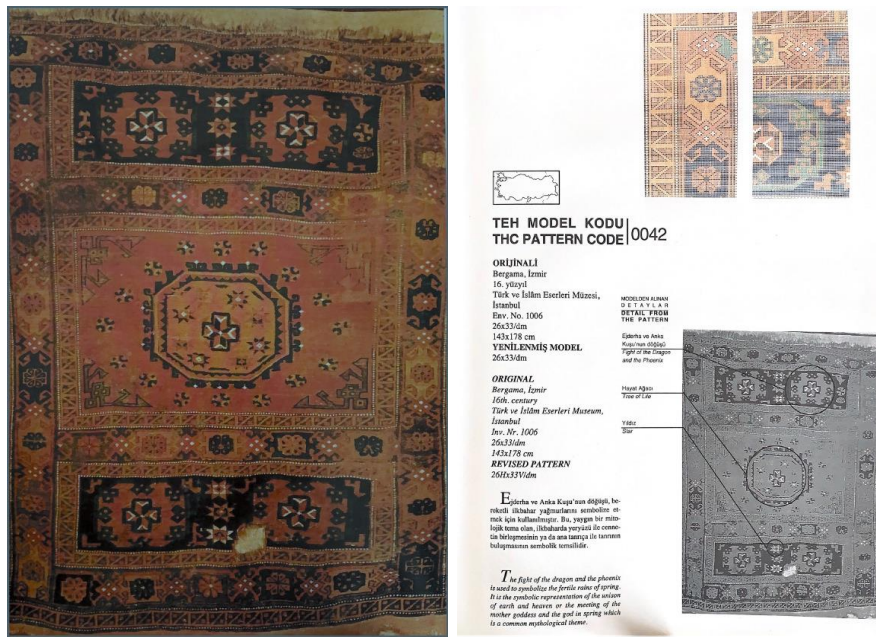 TEH MODEL KODU
THC PATTERN CODE
0042
ORİJİNALİ
Bergama, İzmir
16. yüzyıl
Türk ve İslâm Eserleri Müzesi,
İstanbul
Env. No. 1006
26x33/dm
143x178 cm
YENİLENMİŞ MODEL
26x33/dm
ORIGINAL
Bergama, İzmir
16th. century
Türk ve İslâm Eserleri Museum,
İstanbul
Inv. Nr. 1006
26x33/dm
143x178 cm
REVISED PATTERN
26Hx33V/dm
Ejderha ve Anka Kuşu'nun döğüşü, be-
reketli ilkbahar yağmurlarını sembolize et-
mek için kullanılmıştır. Bu, yaygın bir mito-
lojik tema olan, ilkbaharda yeryüzü ile cenne-
tin birleşmesinin ya da ana tanrıça ile tanrının
buluşmasının sembolik temsilidir.
The fight of the dragon and the phoenix
is used to symbolize the fertile rains of spring.
It is the symbolic representation of the unison
of earth and heaven or the meeting of the
mother goddess and the god in spring which
is a common mythological theme.
MODELDEN ALINAN
DETAYLAR
DETAIL FROM
THE PATTERN
Ejderha ve Anka
Kuşu'nun döğüşü
Fight of the Dragon
and the Phoenix
Hayat Ağacı
Tree of Life
Yıldız
Star